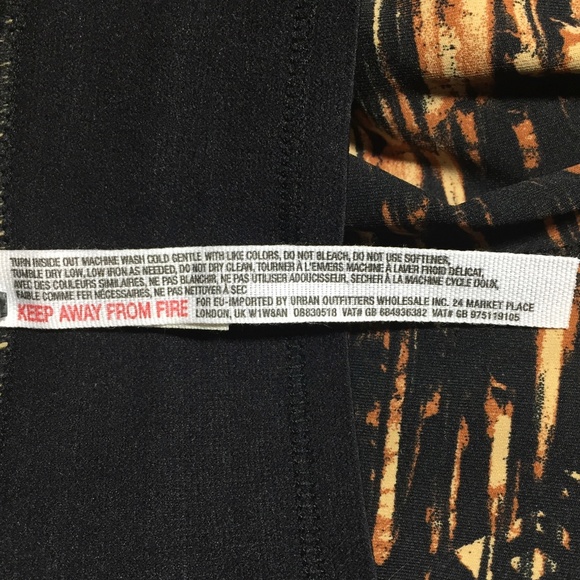 TURN INSIDE OUT MACHINE WASH COLD GENTLE WITH LIKE COLORS, DO NOT BLEACH, DO NOT USE SOFTENER,
TUMBLE DRY LOW, LOW IRON AS NEEDED, DO NOT DRY CLEAN, TOURNER À L'ENVERS MACHINE À LAVER FROID DÉLICAT,
AVEC DES COULEURS SIMILAIRES, NE PAS BLANCHIR, NE PAS UTILISER ADOUCISSEUR, SECHER À LA MACHINE CYCLE DOUX,
FAIBLE COMME FER NÉCESSAIRES, NE PAS NETTOYER À SEC
KEEP AWAY FROM FIRE
FOR EU-IMPORTED BY URBAN OUTFITTERS WHOLESALE INC. 24 MARKET PLACE
LONDON, UK W1W8AN OB830518 VAT# GB 684936382 VAT# GB 975119105